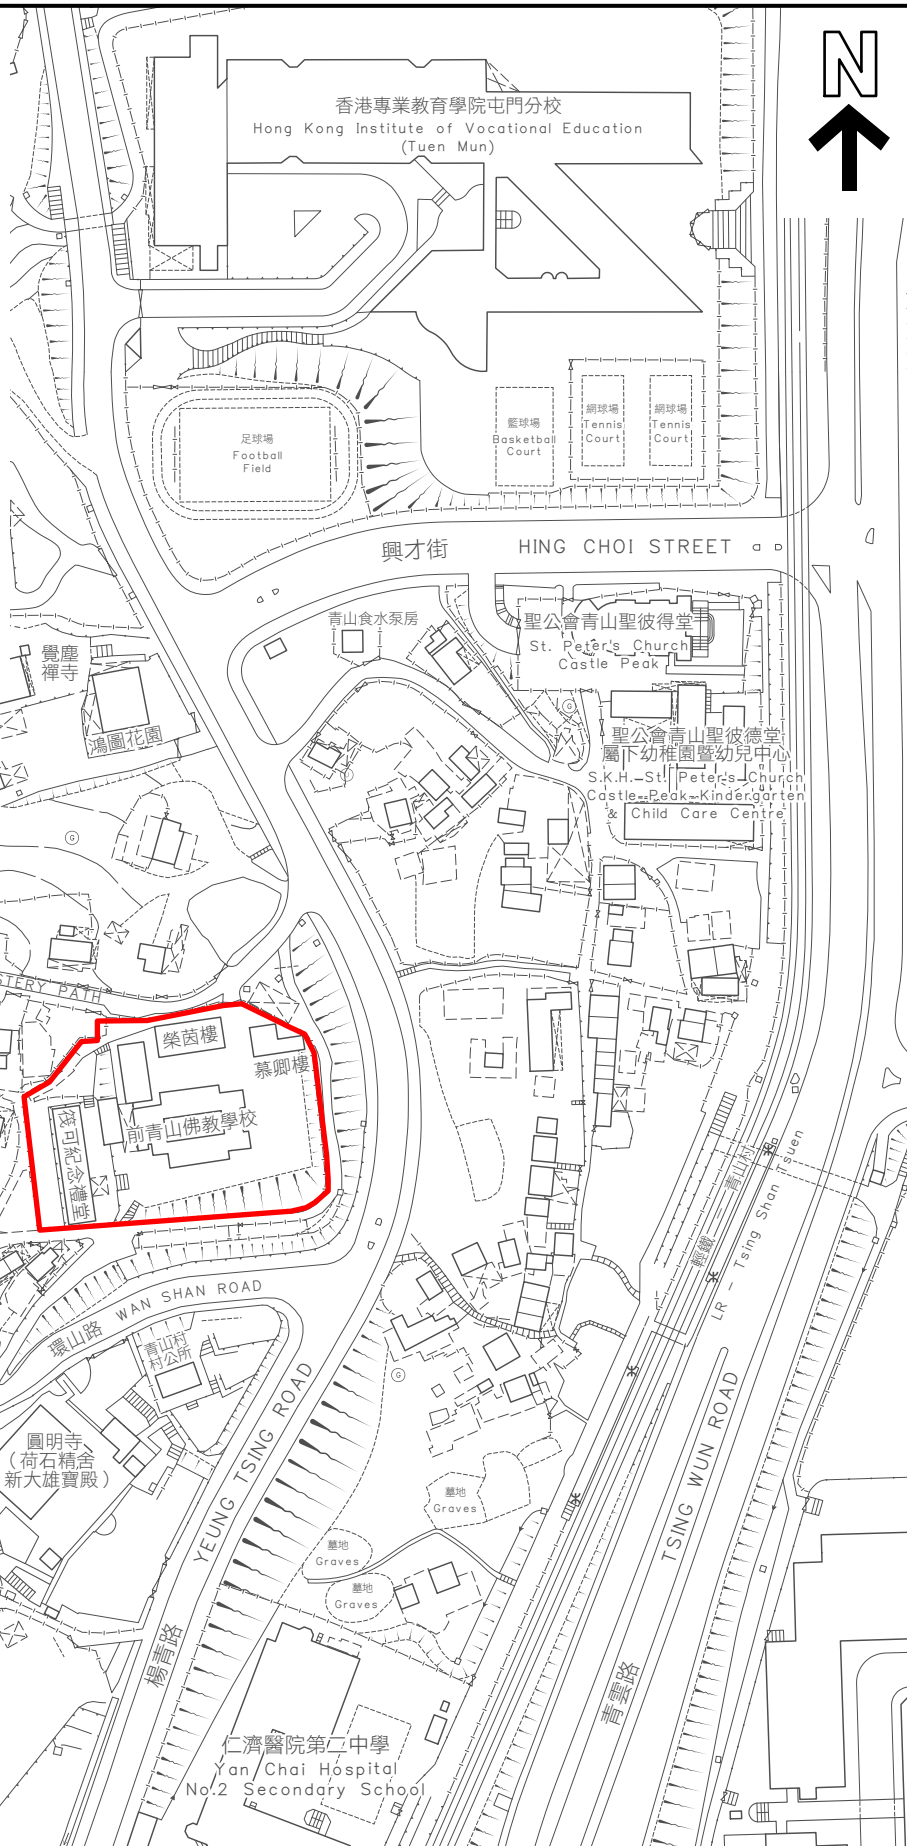 N
香港專業教育學院屯門分校
Hong Kong Institute of Vocational Education
(Tuen Mun)
足球場
Football
Field
籃球場
Basketball
Court
網球場
Tennis
Court
網球場
Tennis
Court
興才街 HING CHOI STREET
青山食水泵房
聖公會青山聖彼得堂
St. Peter's Church
Castle Peak
覺塵
禪寺
鴻圖花園
G
聖公會青山聖彼德堂
屬下幼稚園暨幼兒中心
S.K.H. St. Peter's Church
Castle Peak Kindergarten
& Child Care Centre
G
G
STERY PATH
榮茵樓
慕卿樓
前青山佛教學校
筏可紀念禮堂
輕鐵 - 青山村
LR - Tsing Shan Tsuen
環山路 WAN SHAN ROAD
青山村
村公所
G
圓明寺
(荷石精舍
新大雄寶殿)
楊青路 YEUNG TSING ROAD
青雲路 TSING WUN ROAD
墓地
Graves
墓地
Graves
墓地
Graves
仁濟醫院第二中學
Yan Chai Hospital
No.2 Secondary School